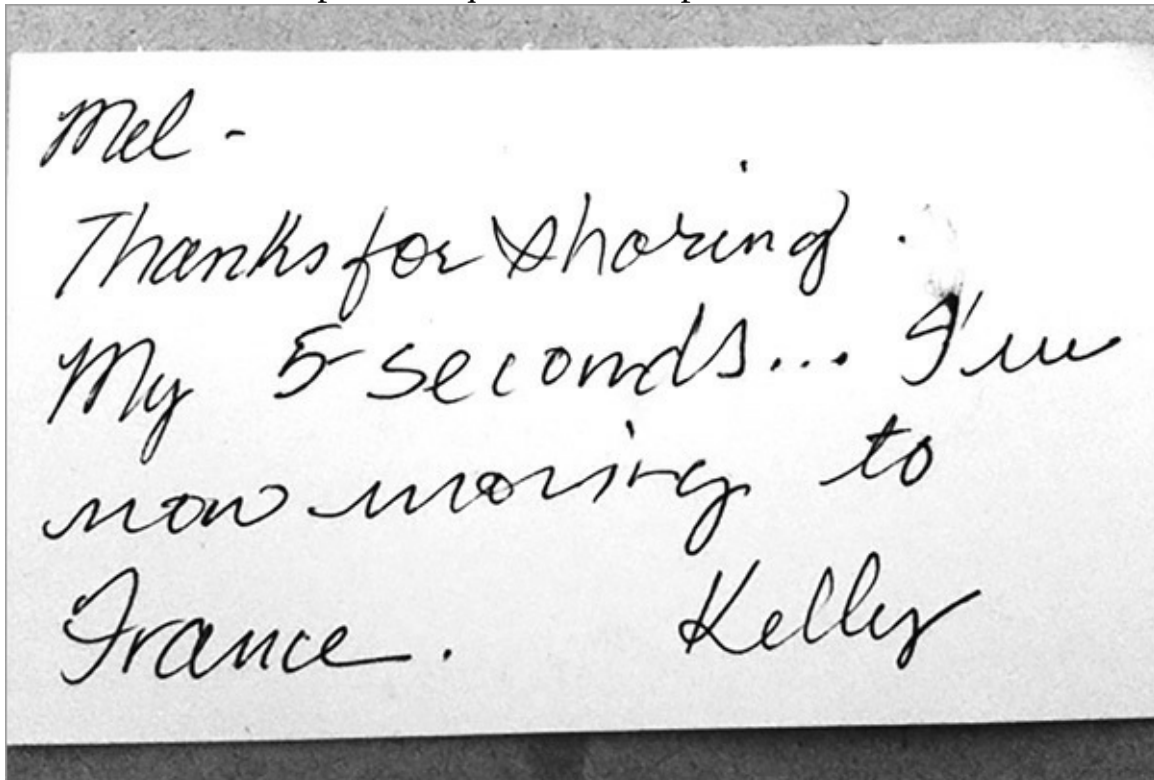 Mel -
Thanks for sharing.
My 5 seconds... I'm
now moving to
France. Kelly